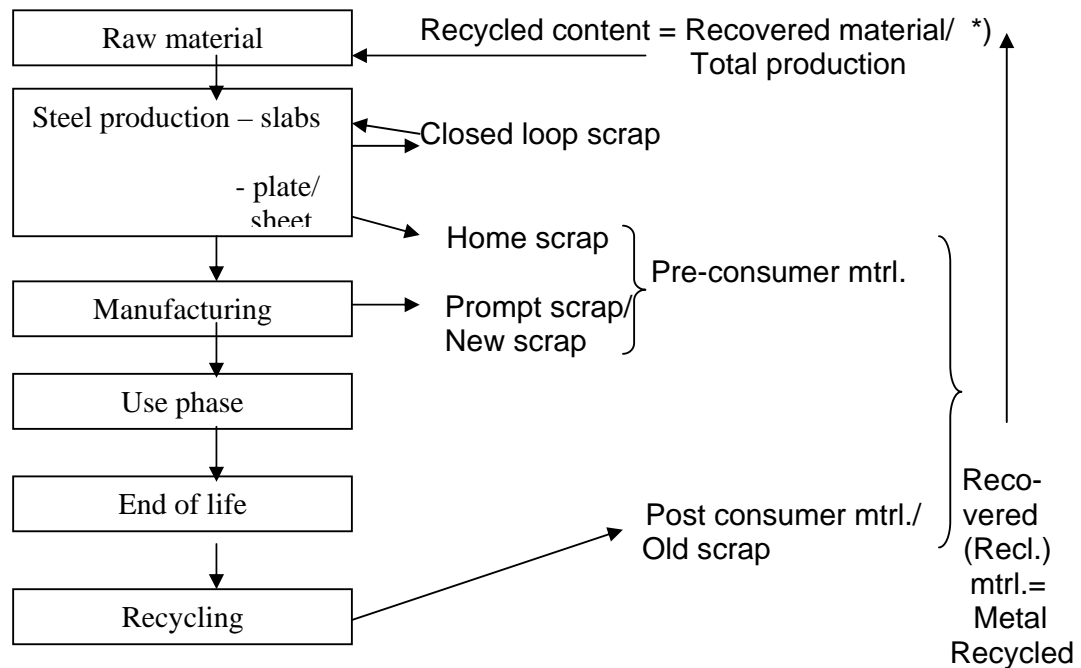 Raw material
Recycled content = Recovered material/ *)
Total production
Steel production – slabs
Closed loop scrap
- plate/
sheet
Home scrap
Pre-consumer mtrl.
Manufacturing
Prompt scrap/
New scrap
Use phase
End of life
Post consumer mtrl./
Old scrap
Reco-
vered
(Recl.)
mtrl.=
Metal
Recycled
Recycling